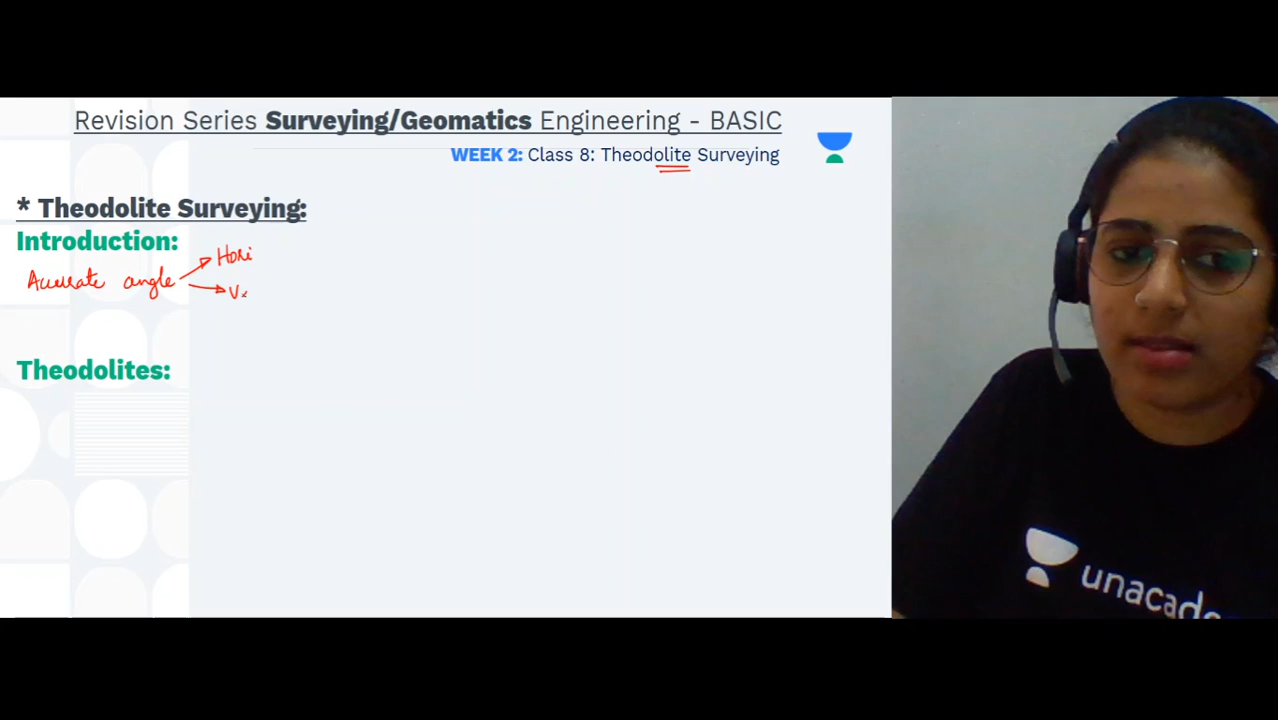 Revision Series Surveying/Geomatics Engineering - BASIC
WEEK 2: Class 8: Theodolite Surveying
* Theodolite Surveying:
Introduction:
Hori
Accurate angle
Theodolites:
unacade